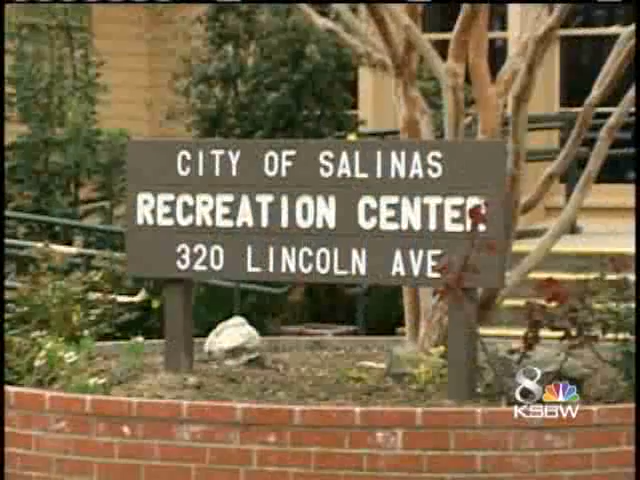 CITY OF SALINAS
RECREATION CENTER
320 LINCOLN AVE
8
KSBW